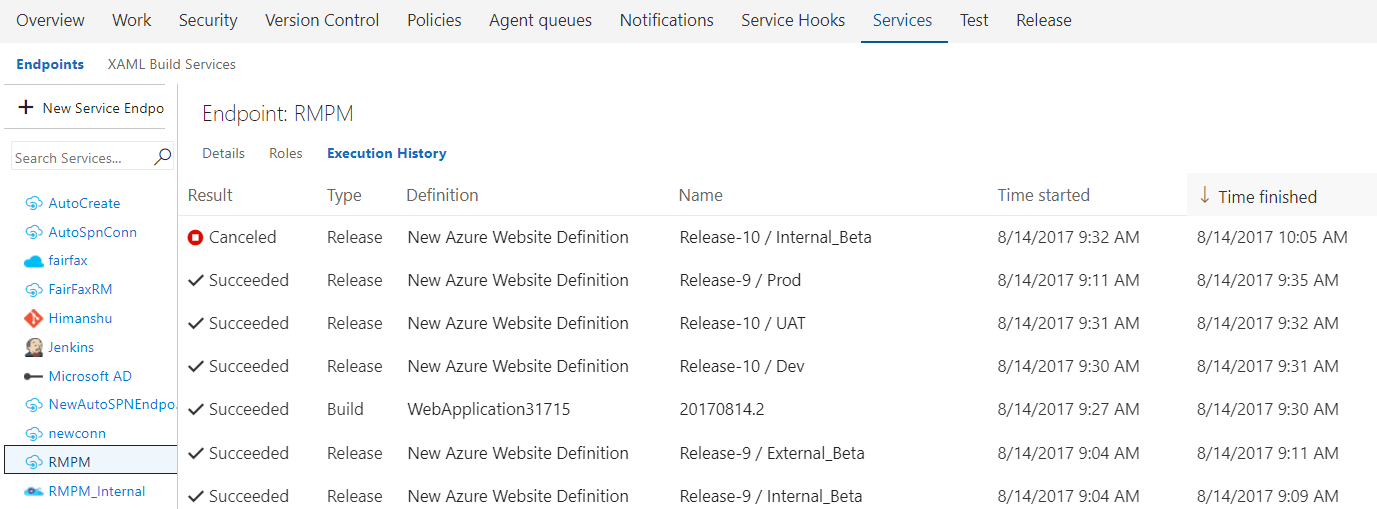 Overview Work Security Version Control Policies Agent queues Notifications Service Hooks Services Test Release
Endpoints XAML Build Services
+ New Service Endpo
Search Services...
AutoCreate
AutoSpnConn
fairfax
FairFaxRM
Himanshu
Jenkins
Microsoft AD
NewAutoSPNEndpo.
newconn
RMPM
RMPM_Internal
Endpoint: RMPM
Details Roles Execution History
Result Type Definition Name Time started ↓ Time finished
Canceled Release New Azure Website Definition Release-10 / Internal_Beta 8/14/2017 9:32 AM 8/14/2017 10:05 AM
Succeeded Release New Azure Website Definition Release-9 / Prod 8/14/2017 9:11 AM 8/14/2017 9:35 AM
Succeeded Release New Azure Website Definition Release-10 / UAT 8/14/2017 9:31 AM 8/14/2017 9:32 AM
Succeeded Release New Azure Website Definition Release-10 / Dev 8/14/2017 9:30 AM 8/14/2017 9:31 AM
Succeeded Build WebApplication31715 20170814.2 8/14/2017 9:27 AM 8/14/2017 9:30 AM
Succeeded Release New Azure Website Definition Release-9 / External_Beta 8/14/2017 9:04 AM 8/14/2017 9:11 AM
Succeeded Release New Azure Website Definition Release-9 / Internal_Beta 8/14/2017 9:04 AM 8/14/2017 9:09 AM